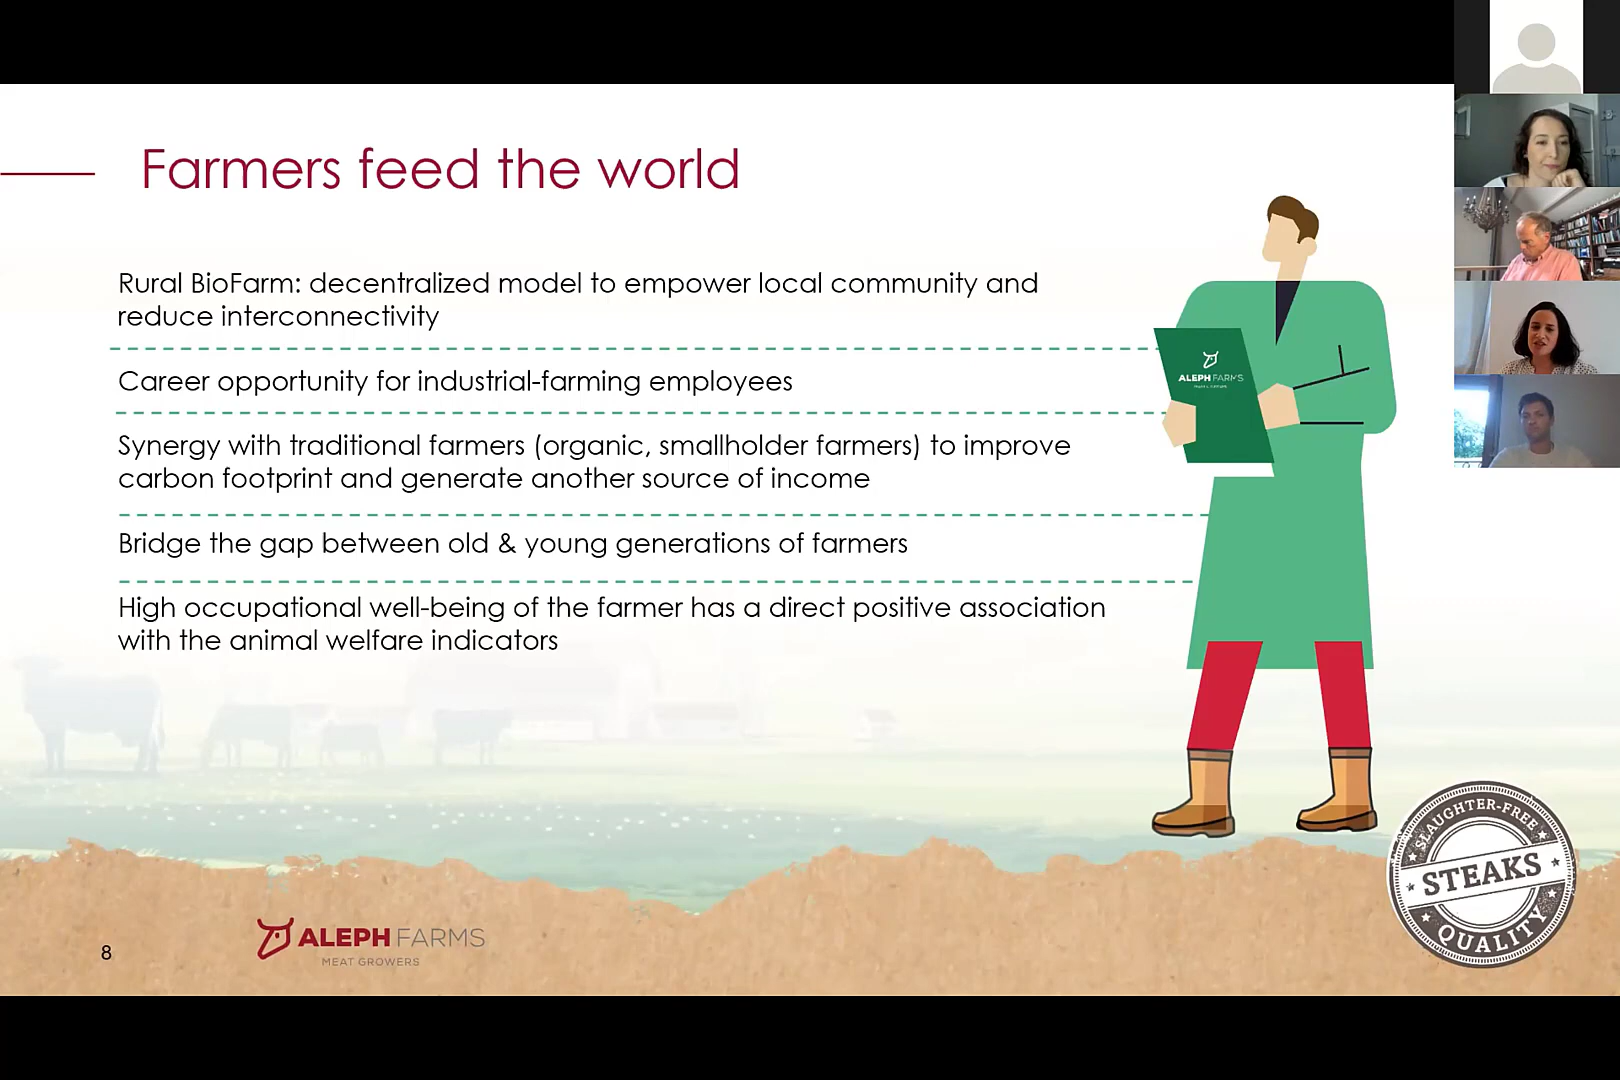 Farmers feed the world
Rural BioFarm: decentralized model to empower local community and
reduce interconnectivity
Career opportunity for industrial-farming employees
Synergy with traditional farmers (organic, smallholder farmers) to improve
carbon footprint and generate another source of income
Bridge the gap between old & young generations of farmers
High occupational well-being of the farmer has a direct positive association
with the animal welfare indicators
ALEPH FARMS
SLAUGHTER-FREE
STEAKS
QUALITY
8
ALEPH FARMS
MEAT GROWERS